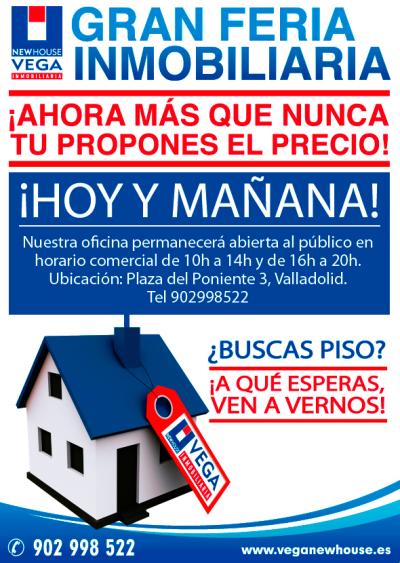 NEWHOUSE
VEGA
INMOBILIARIA
GRAN FERIA
INMOBILIARIA
¡AHORA MÁS QUE NUNCA
TU PROPONES EL PRECIO!
¡HOY Y MAÑANA!
Nuestra oficina permanecerá abierta al público en
horario comercial de 10h a 14h y de 16h a 20h.
Ubicación: Plaza del Poniente 3, Valladolid.
Tel 902998522
¿BUSCAS PISO?
¡A QUÉ ESPERAS,
VEN A VERNOS!
NEWHOUSE
VEGA
INMOBILIARIA
902 998 522
www.veganewhouse.es